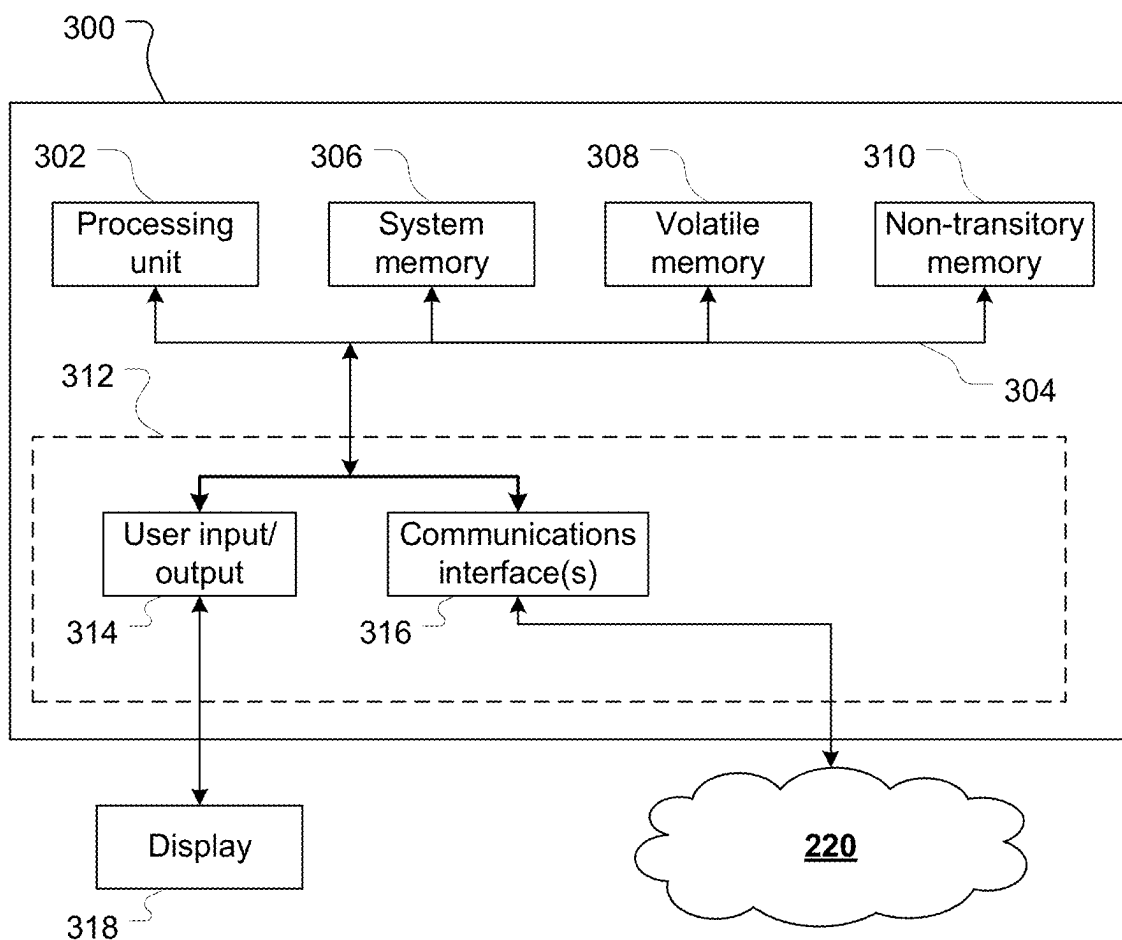 300
302
306
308
310
Processing
unit
System
memory
Volatile
memory
Non-transitory
memory
312
304
User input/
output
Communications
interface(s)
314
316
Display
220
318